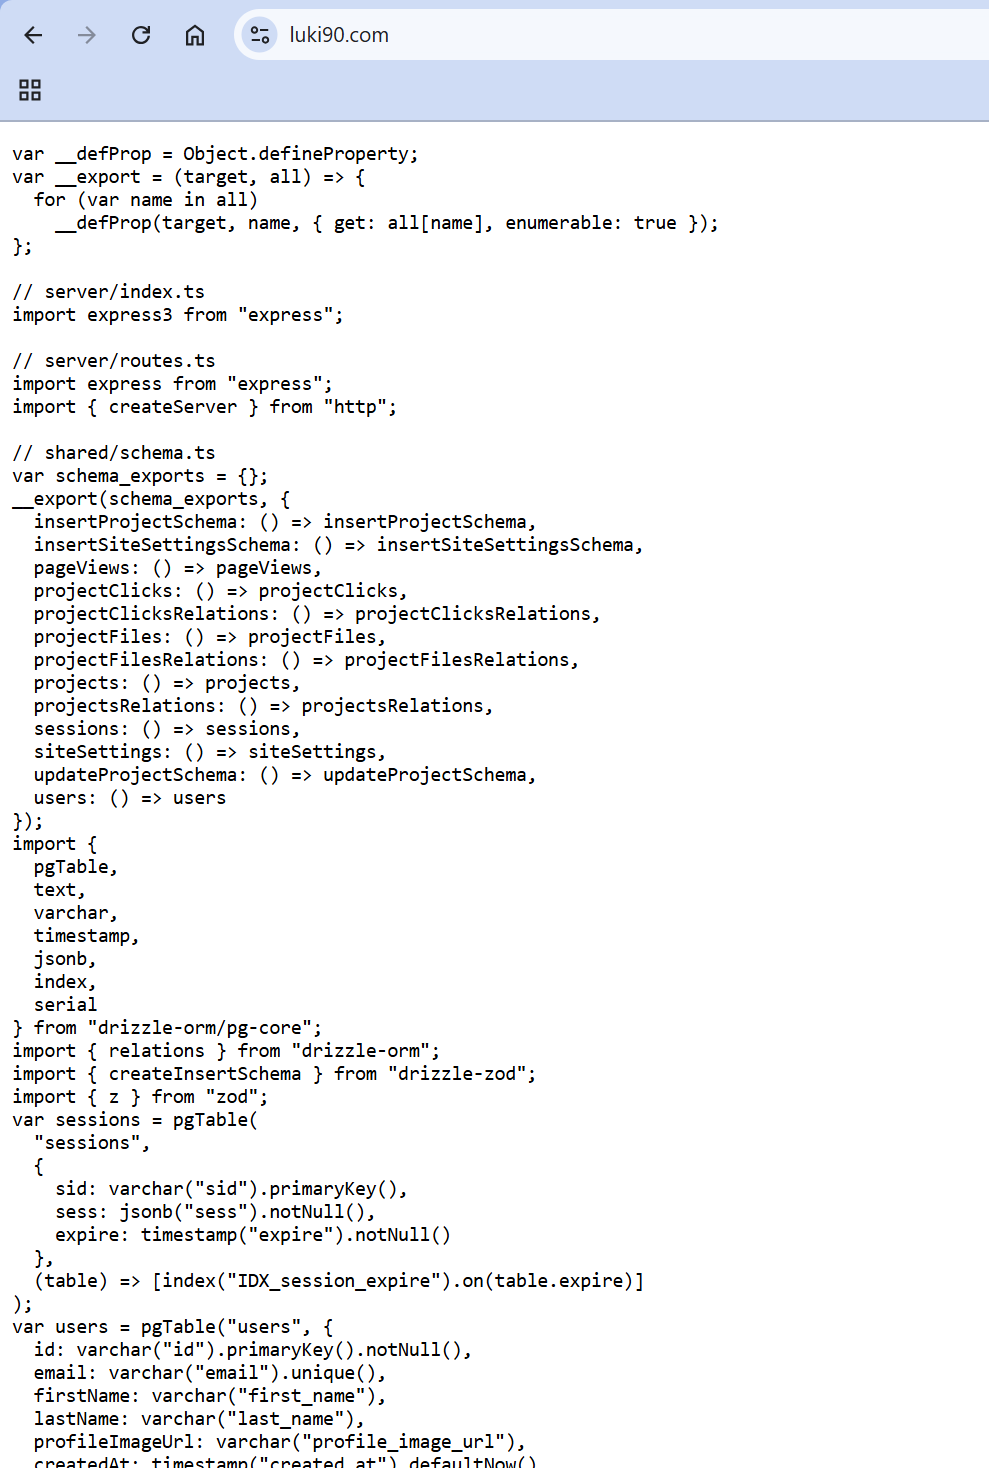 luki90.com
var __defProp = Object.defineProperty;
var __export = (target, all) => {
  for (var name in all)
    __defProp(target, name, { get: all[name], enumerable: true });
};

// server/index.ts
import express3 from "express";

// server/routes.ts
import express from "express";
import { createServer } from "http";

// shared/schema.ts
var schema_exports = {};
__export(schema_exports, {
  insertProjectSchema: () => insertProjectSchema,
  insertSiteSettingsSchema: () => insertSiteSettingsSchema,
  pageViews: () => pageViews,
  projectClicks: () => projectClicks,
  projectClicksRelations: () => projectClicksRelations,
  projectFiles: () => projectFiles,
  projectFilesRelations: () => projectFilesRelations,
  projects: () => projects,
  projectsRelations: () => projectsRelations,
  sessions: () => sessions,
  siteSettings: () => siteSettings,
  updateProjectSchema: () => updateProjectSchema,
  users: () => users
});
import {
  pgTable,
  text,
  varchar,
  timestamp,
  jsonb,
  index,
  serial
} from "drizzle-orm/pg-core";
import { relations } from "drizzle-orm";
import { createInsertSchema } from "drizzle-zod";
import { z } from "zod";
var sessions = pgTable(
  "sessions",
  {
    sid: varchar("sid").primaryKey(),
    sess: jsonb("sess").notNull(),
    expire: timestamp("expire").notNull()
  },
  (table) => [index("IDX_session_expire").on(table.expire)]
);
var users = pgTable("users", {
  id: varchar("id").primaryKey().notNull(),
  email: varchar("email").unique(),
  firstName: varchar("first_name"),
  lastName: varchar("last_name"),
  profileImageUrl: varchar("profile_image_url"),
  createdAt: timestamp("created_at").defaultNow()